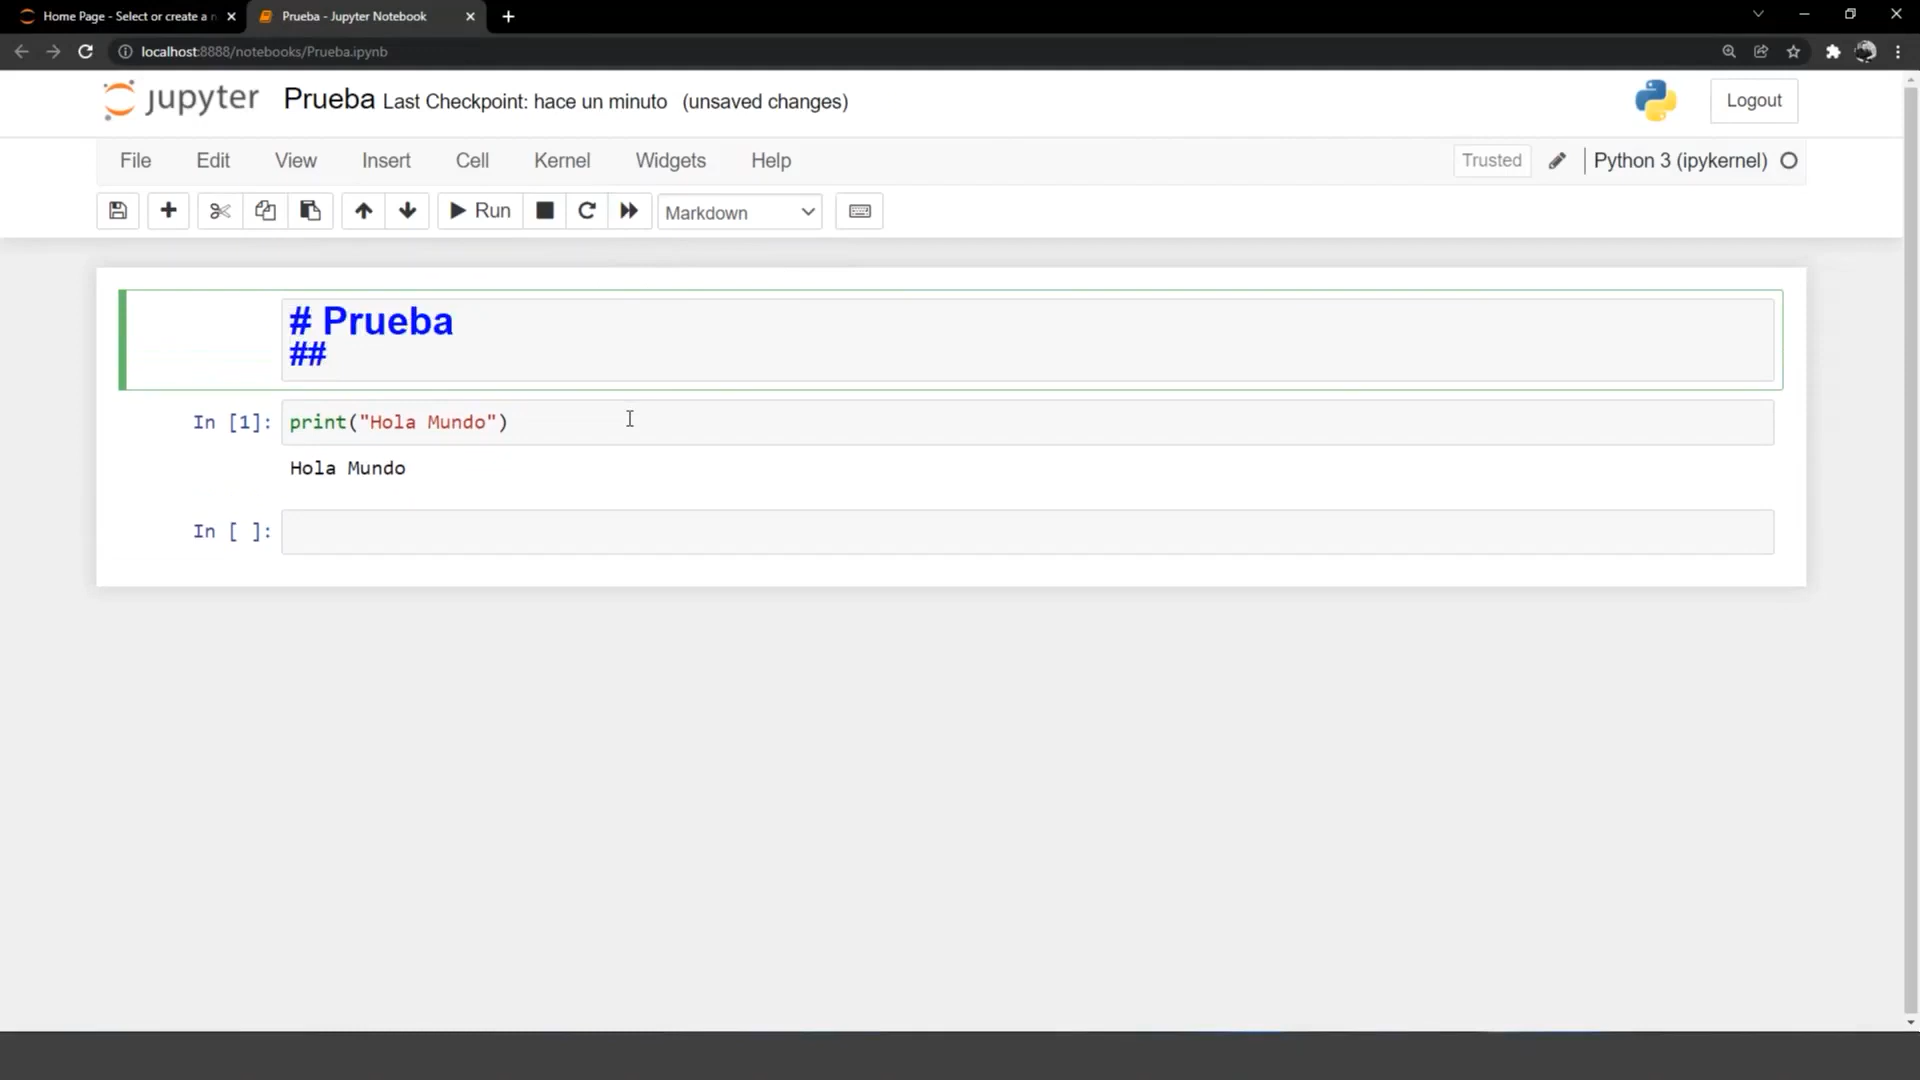 Home Page - Select or create a n
Prueba - Jupyter Notebook
localhost:8888/notebooks/Prueba.ipynb
jupyter Prueba Last Checkpoint: hace un minuto (unsaved changes)
Logout
File Edit View Insert Cell Kernel Widgets Help
Trusted Python 3 (ipykernel)
Run Markdown
# Prueba
##
In [1]: print("Hola Mundo")
Hola Mundo
In [ ]: